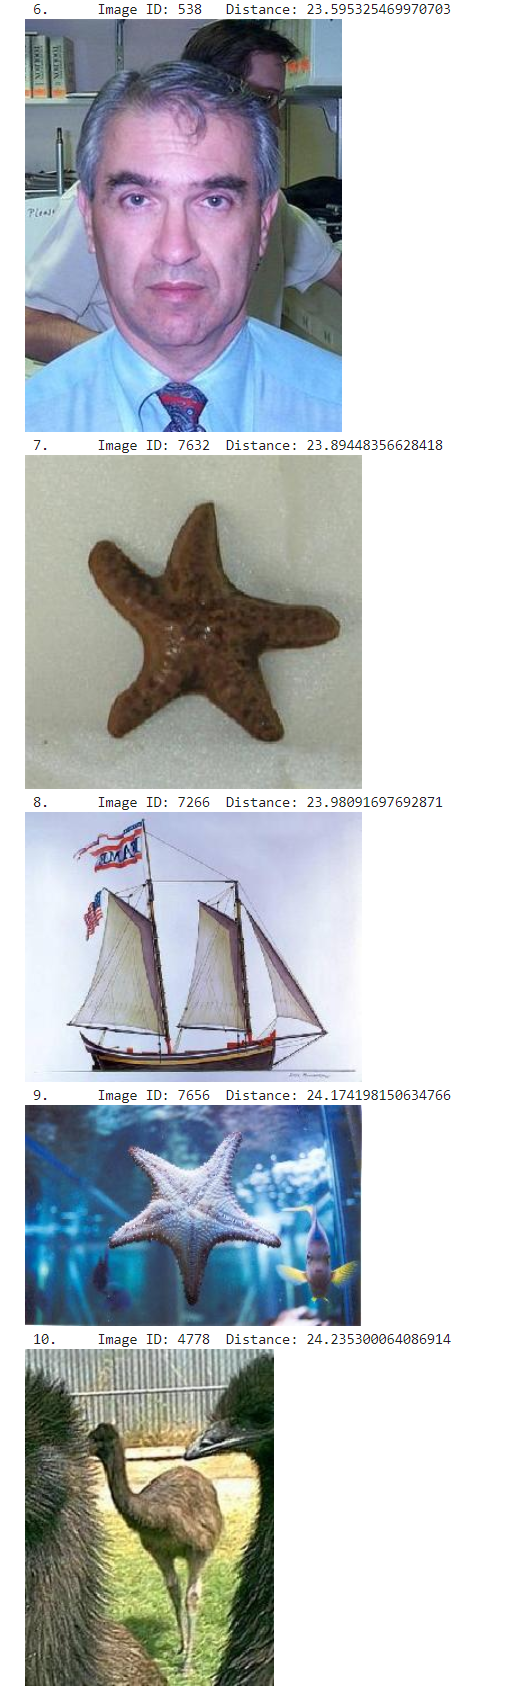 6. Image ID: 538 Distance: 23.595325469970703
Please
7. Image ID: 7632 Distance: 23.89448356628418
8. Image ID: 7266 Distance: 23.98091697692871
9. Image ID: 7656 Distance: 24.174198150634766
10. Image ID: 4778 Distance: 24.235300064086914